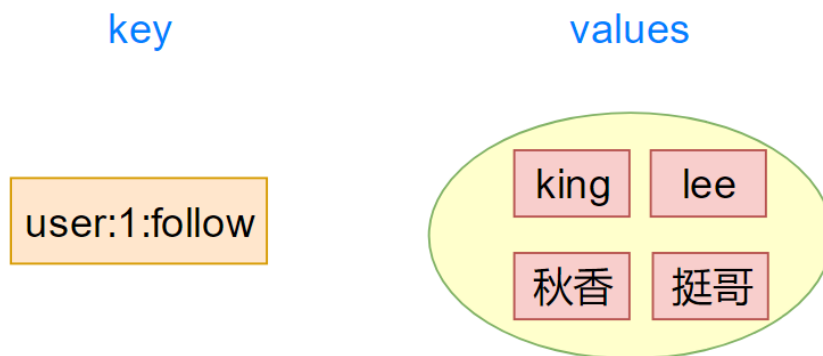 key
values
user:1:follow
king
lee
秋香
挺哥